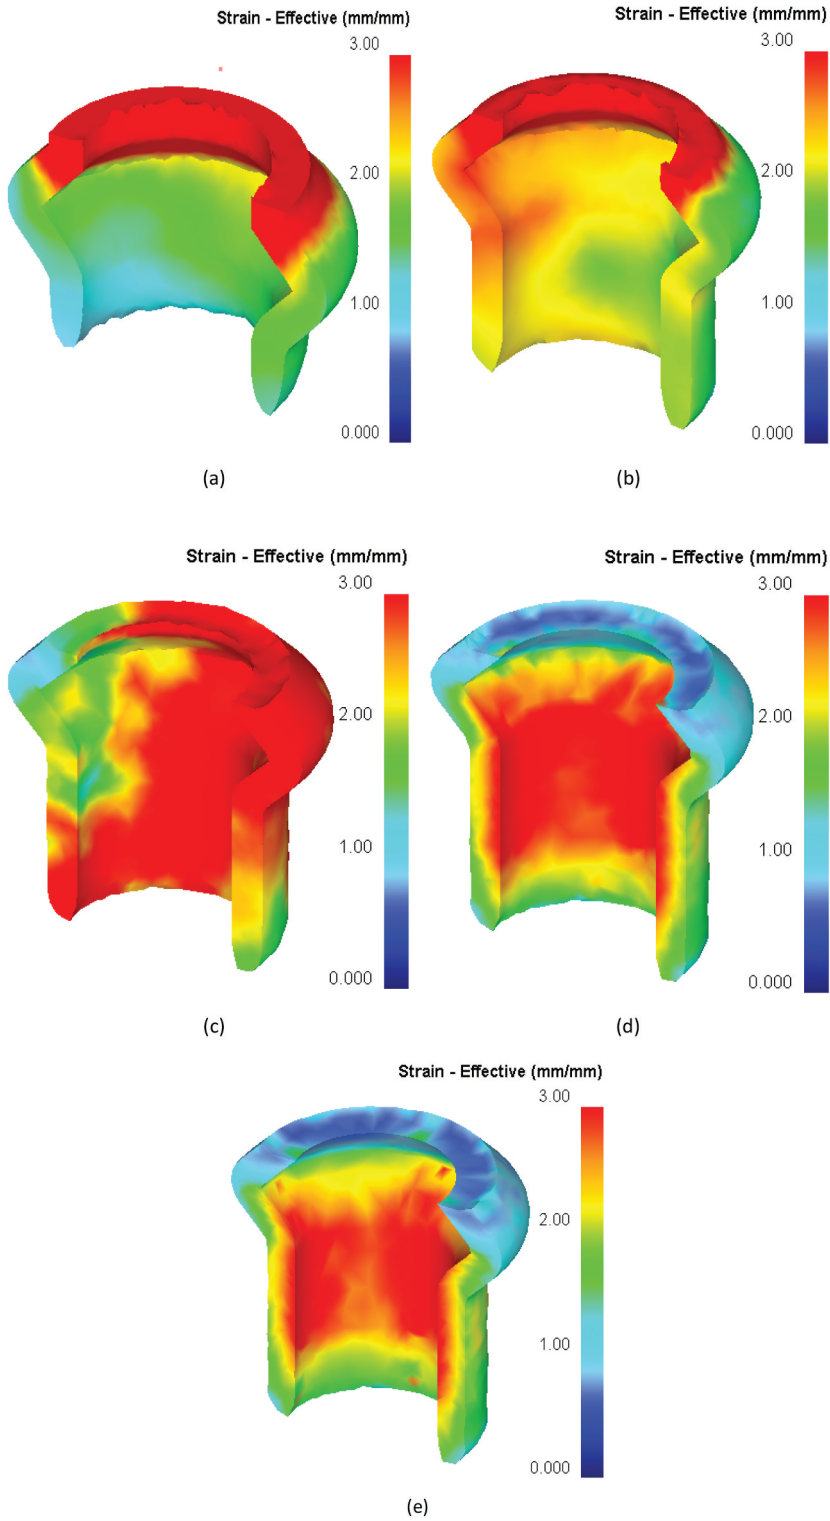 Strain - Effective (mm/mm)
3.00
2.00
1.00
0.000
(a)
Strain - Effective (mm/mm)
3.00
2.00
1.00
0.000
(b)
Strain - Effective (mm/mm)
3.00
2.00
1.00
0.000
(c)
Strain - Effective (mm/mm)
3.00
2.00
1.00
0.000
(d)
Strain - Effective (mm/mm)
3.00
2.00
1.00
0.000
(e)